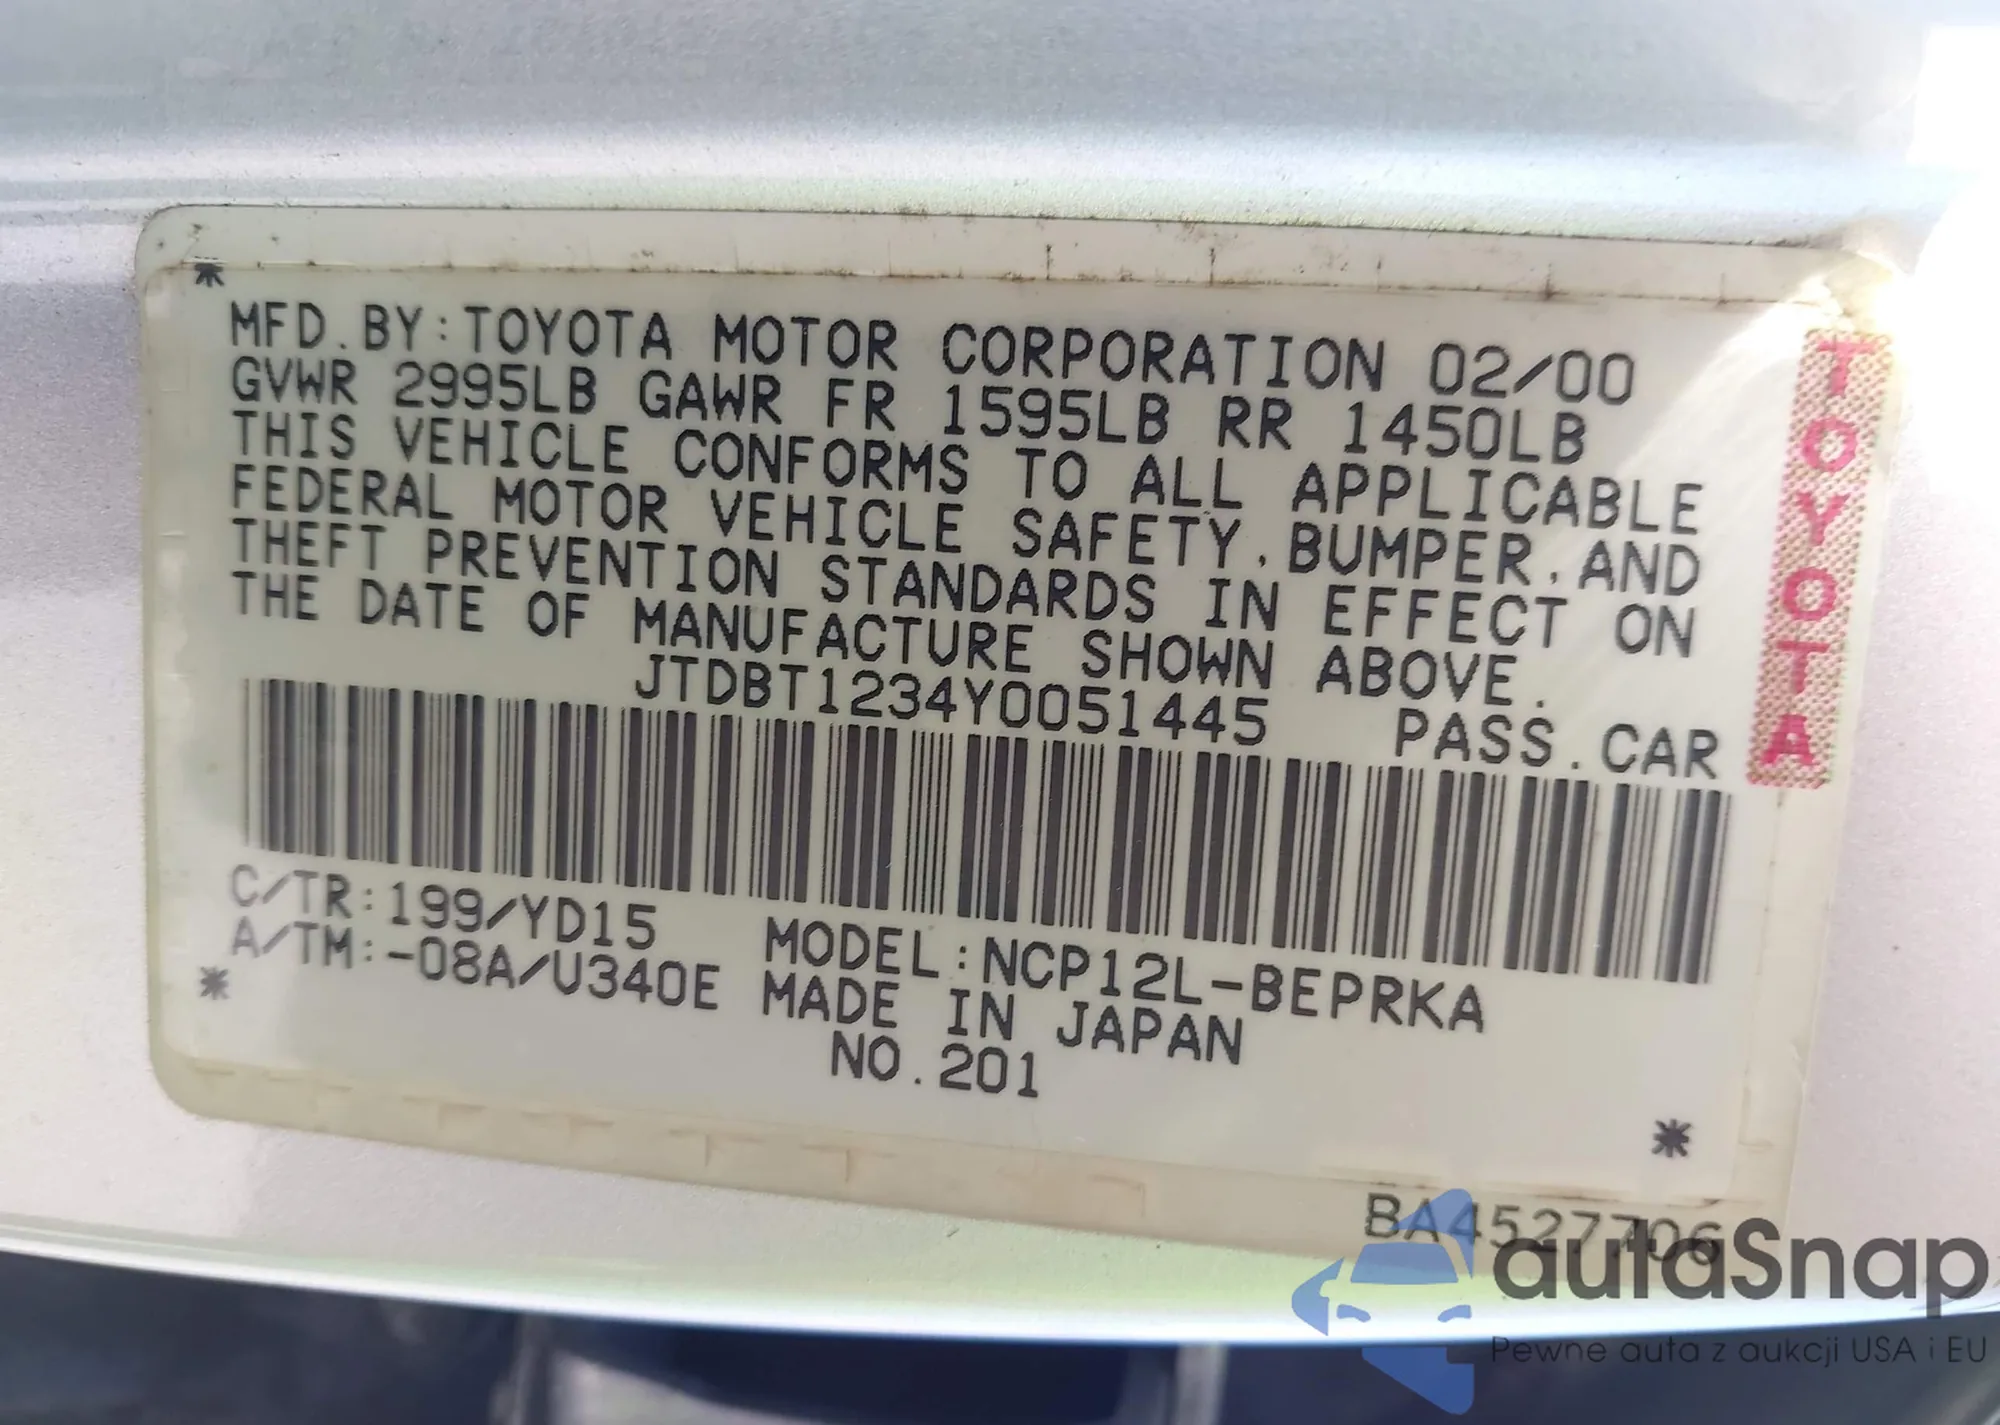 *
MFD.BY:TOYOTA MOTOR CORPORATION 02/00
GVWR 2995LB GAWR FR 1595LB RR 1450LB
THIS VEHICLE CONFORMS TO ALL APPLICABLE
FEDERAL MOTOR VEHICLE SAFETY,BUMPER,AND
THEFT PREVENTION STANDARDS IN EFFECT ON
THE DATE OF MANUFACTURE SHOWN ABOVE.
JTDBT1234Y0051445 PASS.CAR
TOYOTA
C/TR:199/YD15 MODEL:NCP12L-BEPRKA
A/TM:-08A/U340E MADE IN JAPAN
* NO.201
*
BA4527706
autaSnap
Pewne auta z aukcji USA i EU